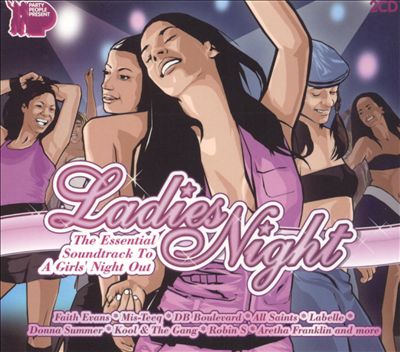 PARTY
PEOPLE
PRESENT
2CD
Ladies Night
The Essential
Soundtrack To
A Girls' Night Out
Faith Evans * Mis-Teeq * DB Boulevard * All Saints * Labelle *
Donna Summer * Kool & The Gang * Robin S * Aretha Franklin and more